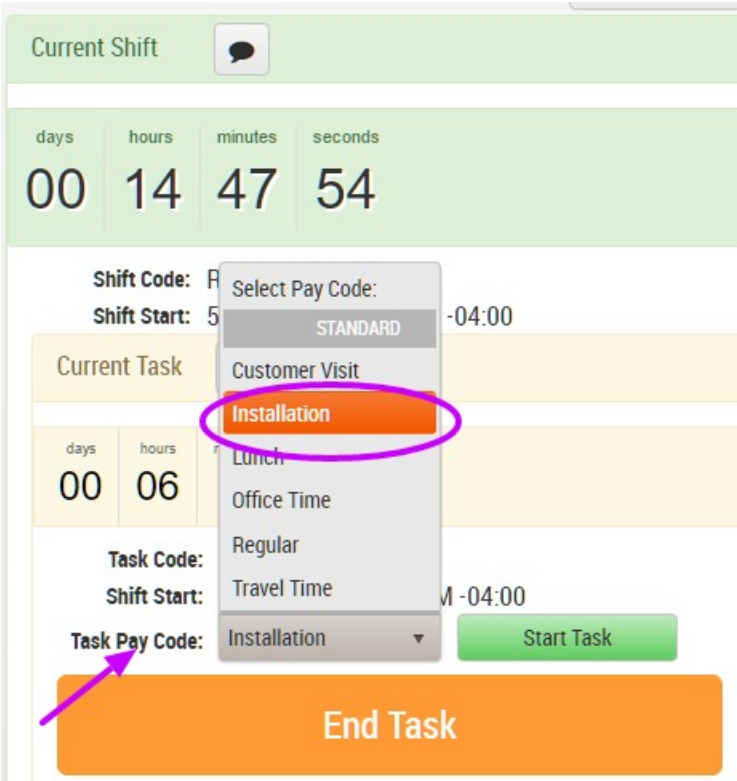 Current Shift
days hours minutes seconds
00 14 47 54
Shift Code: R
Select Pay Code:
Shift Start: 5 -04:00
STANDARD
Current Task
Customer Visit
Installation
days hours
Lunch
00 06
Office Time
Regular
Task Code:
Travel Time
Shift Start: M -04:00
Task Pay Code: Installation Start Task
End Task